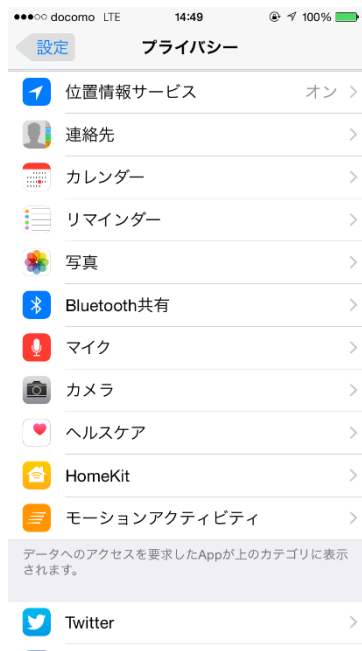 docomo LTE 14:49 100%
設定 プライバシー
位置情報サービス オン
連絡先
カレンダー
リマインダー
写真
Bluetooth共有
マイク
カメラ
ヘルスケア
HomeKit
モーションアクティビティ
データへのアクセスを要求したAppが上のカテゴリに表示
されます。
Twitter